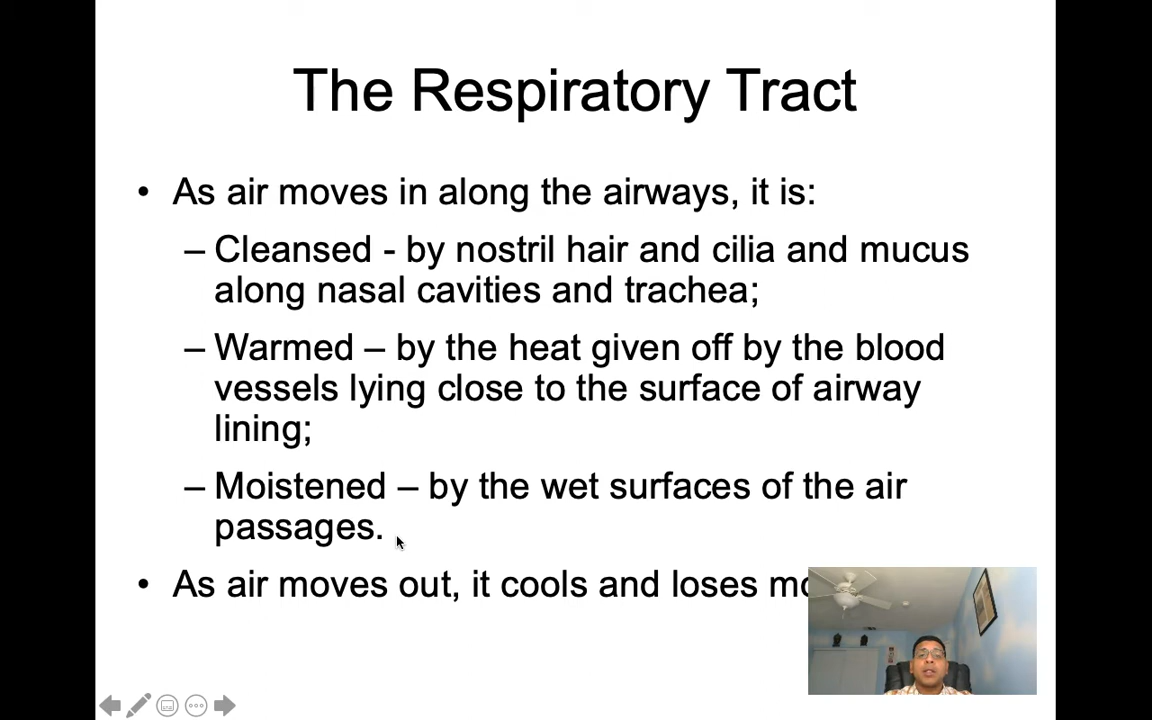 The Respiratory Tract
• As air moves in along the airways, it is:
– Cleansed - by nostril hair and cilia and mucus
along nasal cavities and trachea;
– Warmed – by the heat given off by the blood
vessels lying close to the surface of airway
lining;
– Moistened – by the wet surfaces of the air
passages.
• As air moves out, it cools and loses